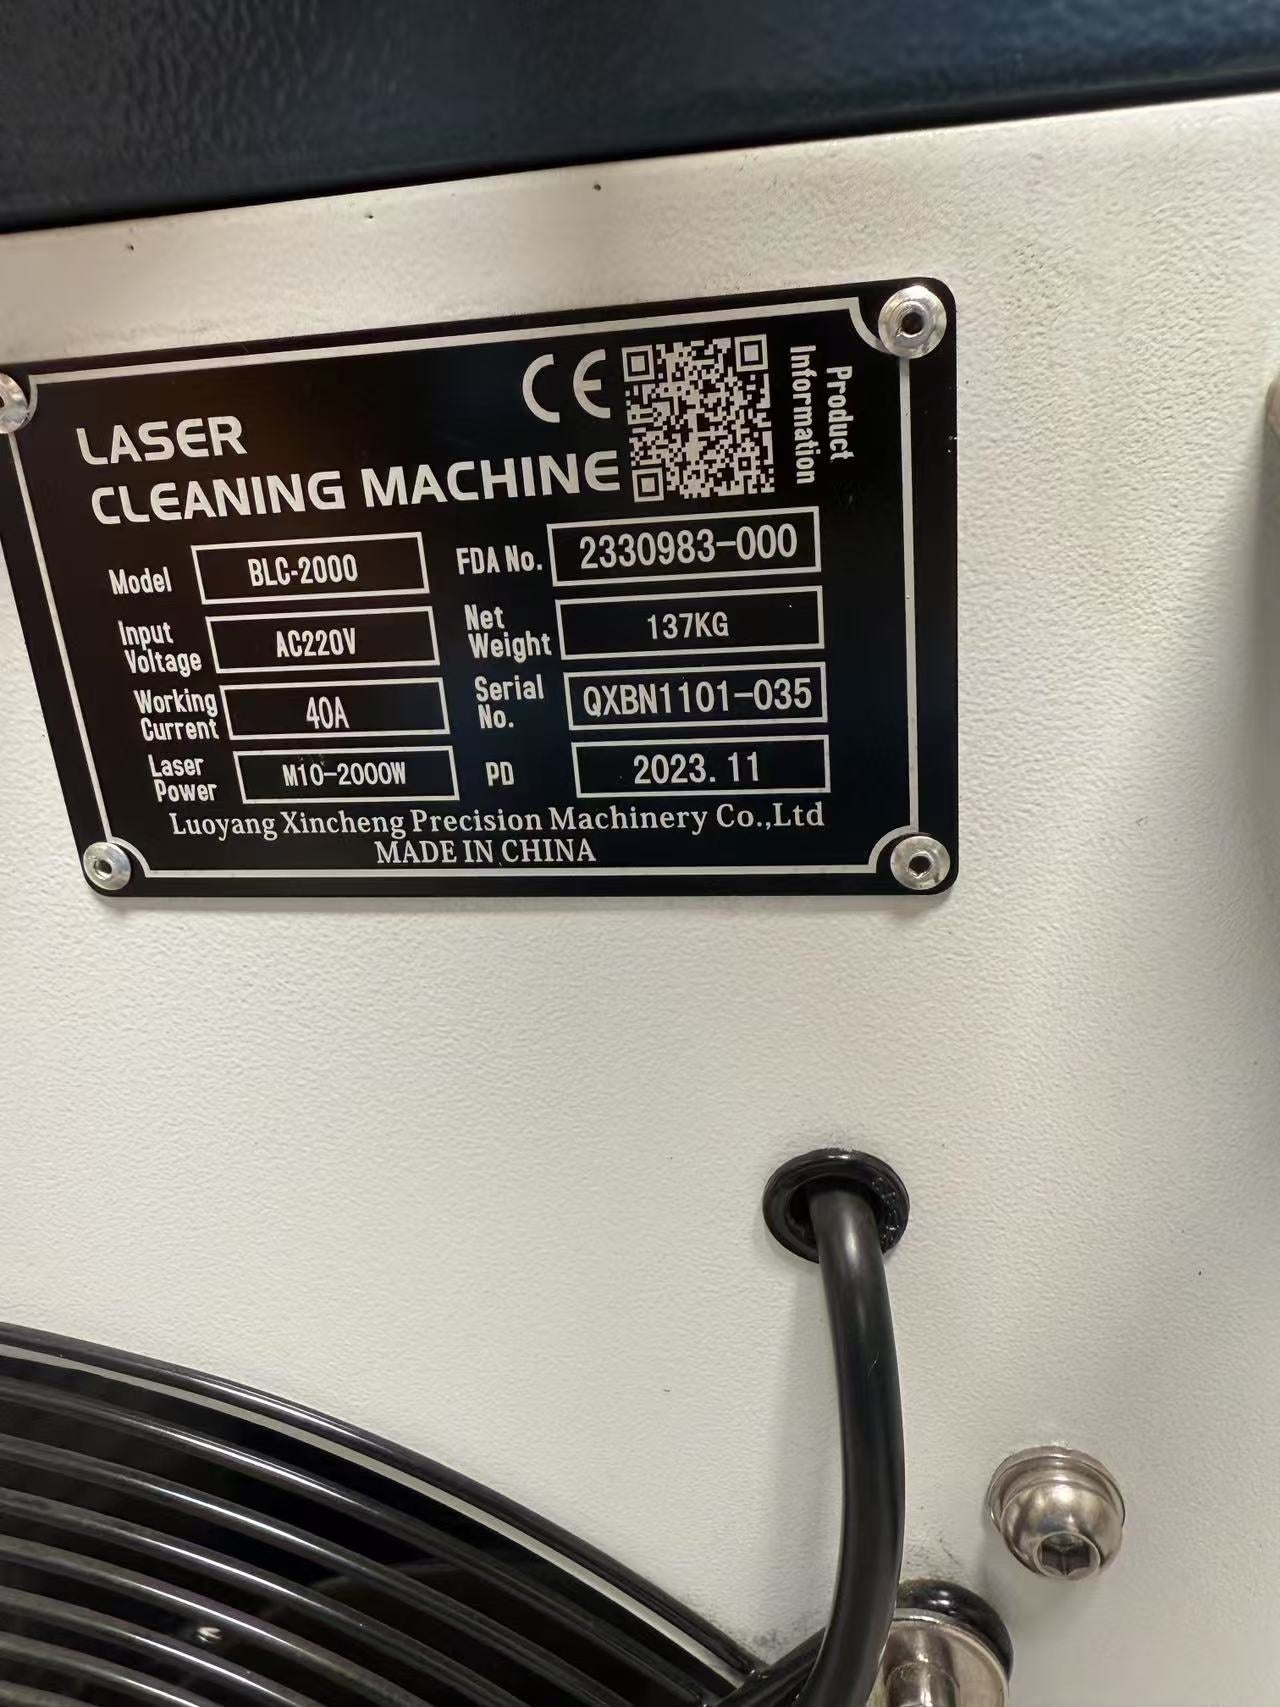 CE
Product
Information
LASER
CLEANING MACHINE
Model BLC-2000 FDA No. 2330983-000
Input
Voltage AC220V Net
Weight 137KG
Working
Current 40A Serial
No. QXBN1101-035
Laser
Power M10-2000W PD 2023.11
Luoyang Xincheng Precision Machinery Co.,Ltd
MADE IN CHINA